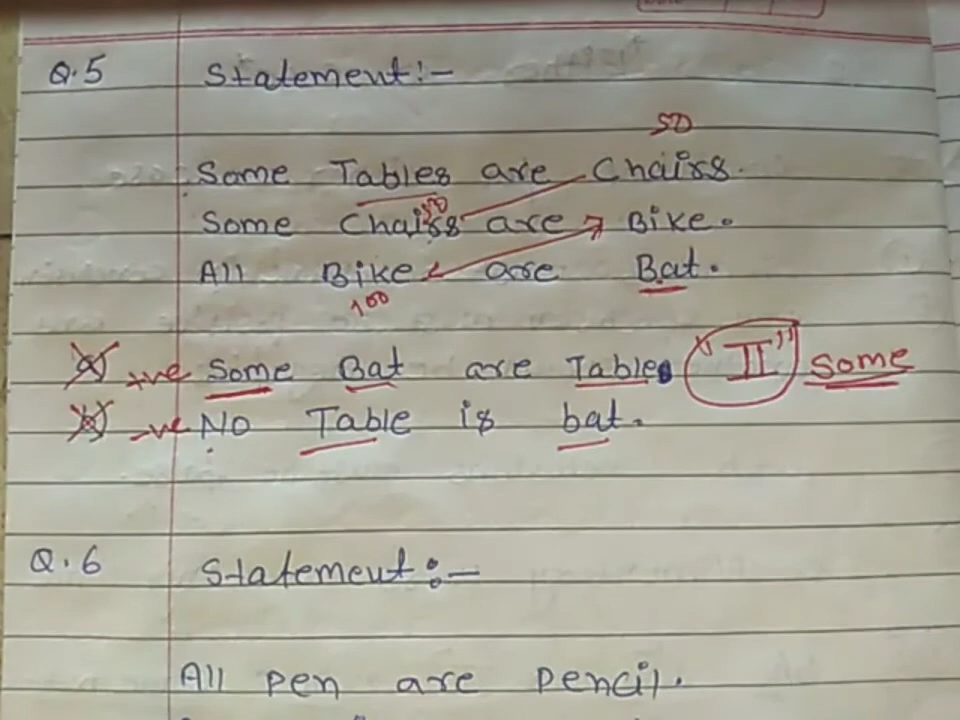 Q.5 Statement:-
50
Some Tables are Chairs.
50
Some Chairs are Bike.
All Bike are Bat.
100
+ve Some Bat are Tables "II" Some
-ve No Table is bat.
Q.6 Statement:-
All pen are pencil.